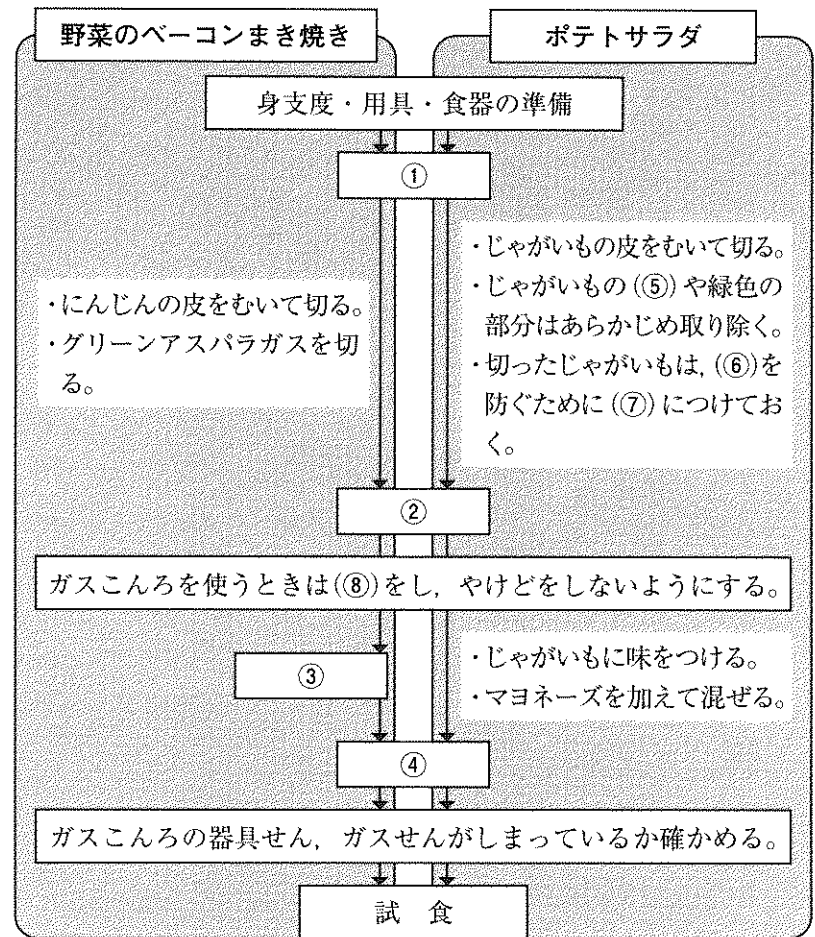 野菜のベーコンまき焼き
ポテトサラダ
身支度・用具・食器の準備
①
・にんじんの皮をむいて切る。
・グリーンアスパラガスを切
る。
・じゃがいもの皮をむいて切る。
・じゃがいもの(⑤)や緑色の
部分はあらかじめ取り除く。
・切ったじゃがいもは,(⑥)を
防ぐために(⑦)につけてお
く。
②
ガスこんろを使うときは(⑧)をし,やけどをしないようにする。
③
・じゃがいもに味をつける。
・マヨネーズを加えて混ぜる。
④
ガスこんろの器具せん,ガスせんがしまっているか確かめる。
試 食